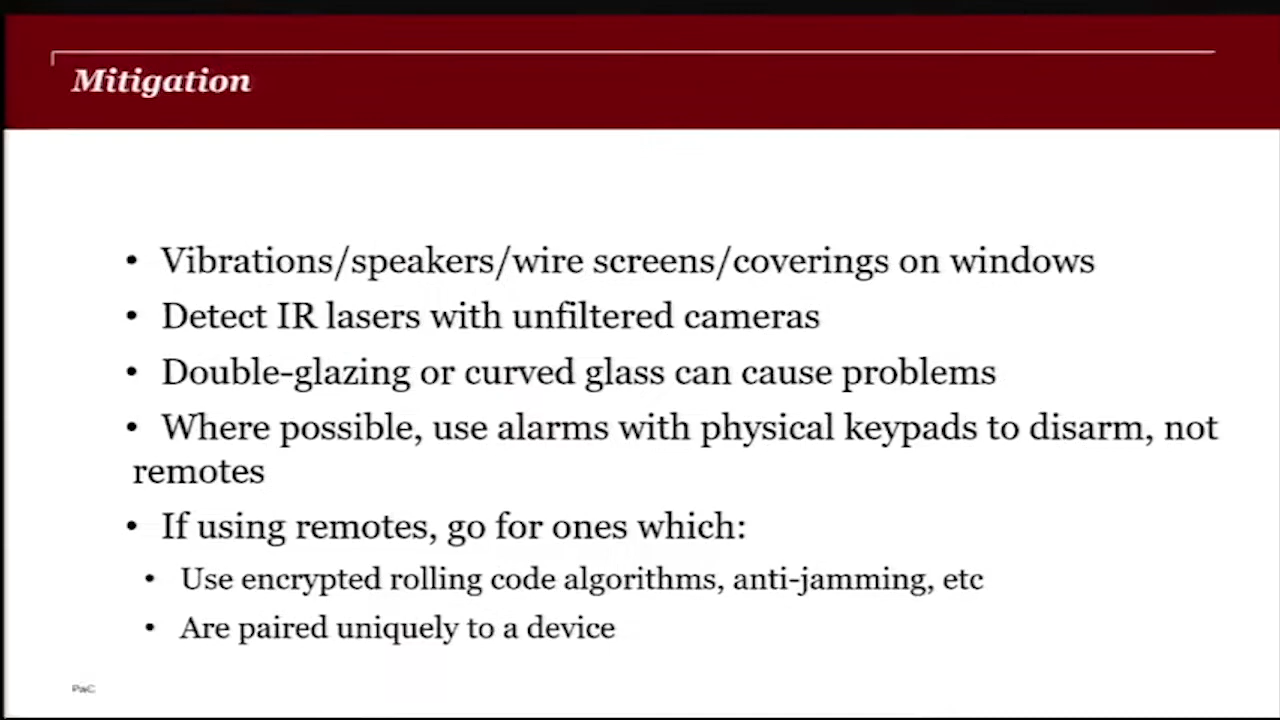 Mitigation
• Vibrations/speakers/wire screens/coverings on windows
• Detect IR lasers with unfiltered cameras
• Double-glazing or curved glass can cause problems
• Where possible, use alarms with physical keypads to disarm, not
remotes
• If using remotes, go for ones which:
• Use encrypted rolling code algorithms, anti-jamming, etc
• Are paired uniquely to a device